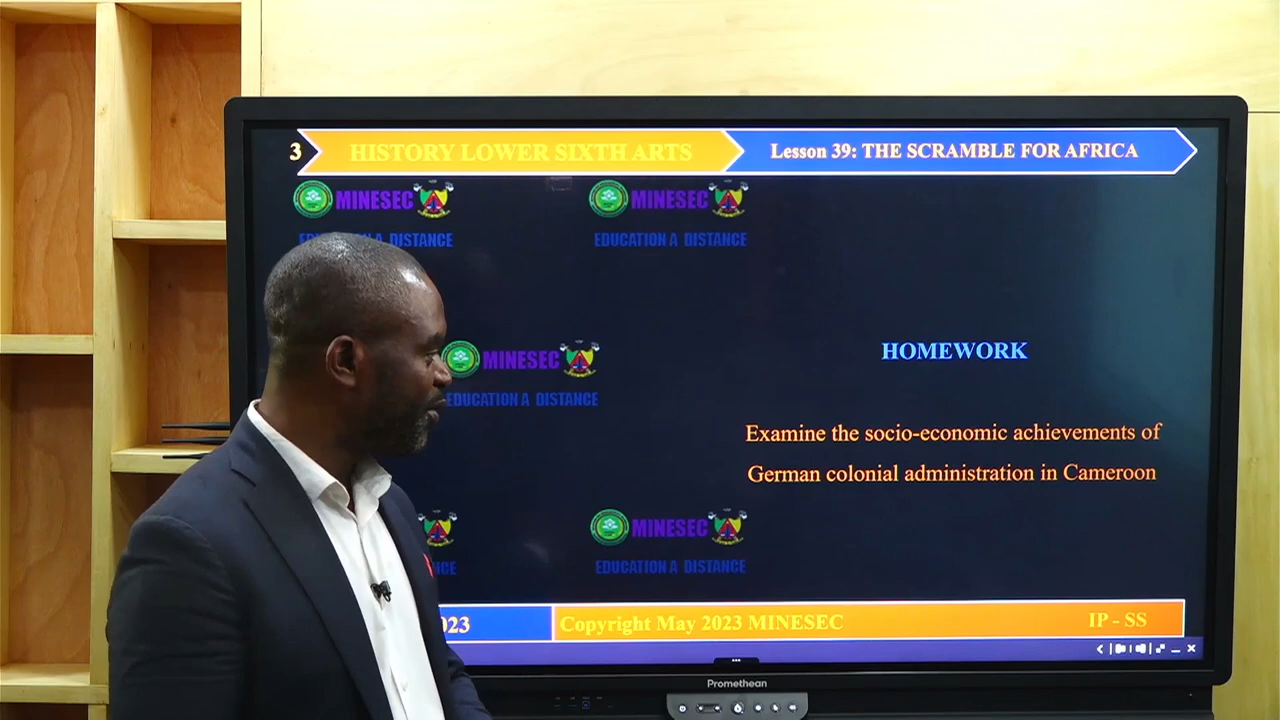 3
HISTORY LOWER SIXTH ARTS
Lesson 39: THE SCRAMBLE FOR AFRICA
MINESEC
EDUCATION A DISTANCE
MINESEC
EDUCATION A DISTANCE
HOMEWORK
MINESEC
EDUCATION A DISTANCE
Examine the socio-economic achievements of
German colonial administration in Cameroon
MINESEC
EDUCATION A DISTANCE
023
Copyright May 2023 MINESEC
IP - SS
Promethean